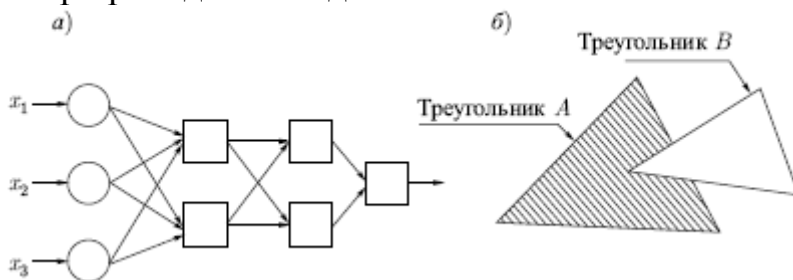 а)
б)
Треугольник B
Треугольник A
x₁
x₂
x₃